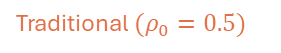 Traditional (ρ₀ = 0.5)